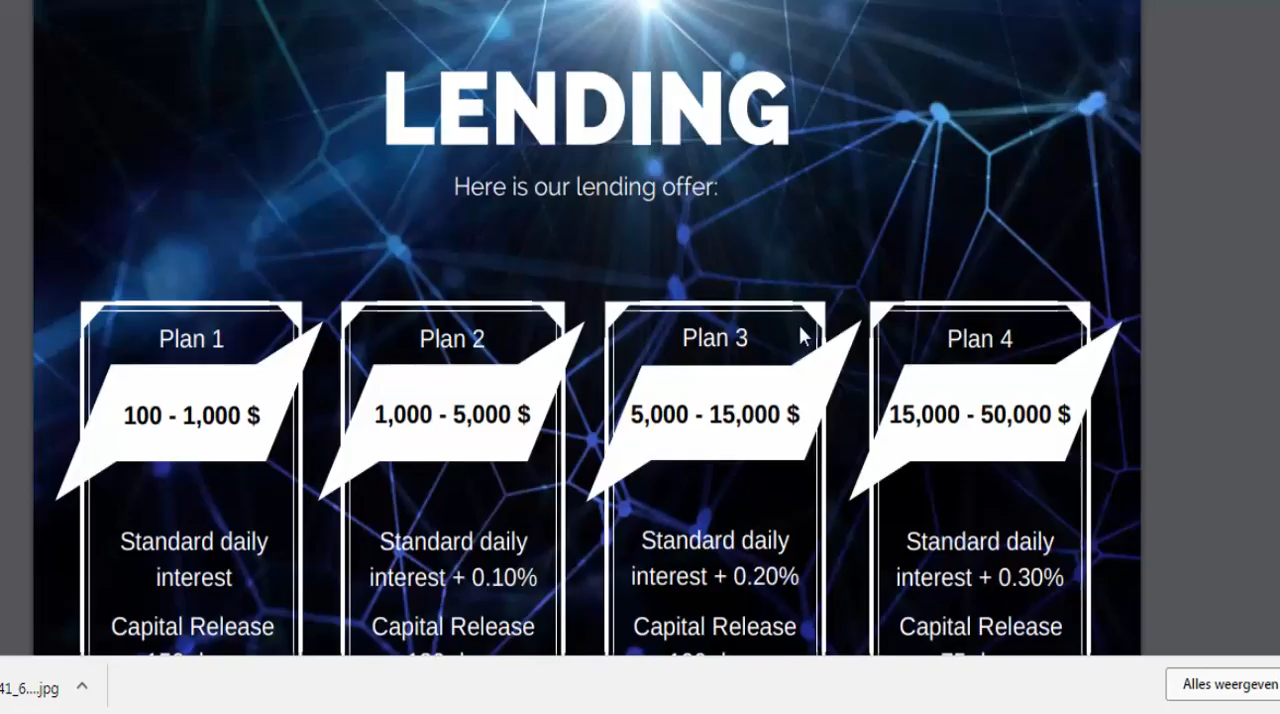 LENDING
Here is our lending offer:
Plan 1
100 - 1,000 $
Standard daily
interest
Capital Release
Plan 2
1,000 - 5,000 $
Standard daily
interest + 0.10%
Capital Release
Plan 3
5,000 - 15,000 $
Standard daily
interest + 0.20%
Capital Release
Plan 4
15,000 - 50,000 $
Standard daily
interest + 0.30%
Capital Release
41_6....jpg
Alles weergeven